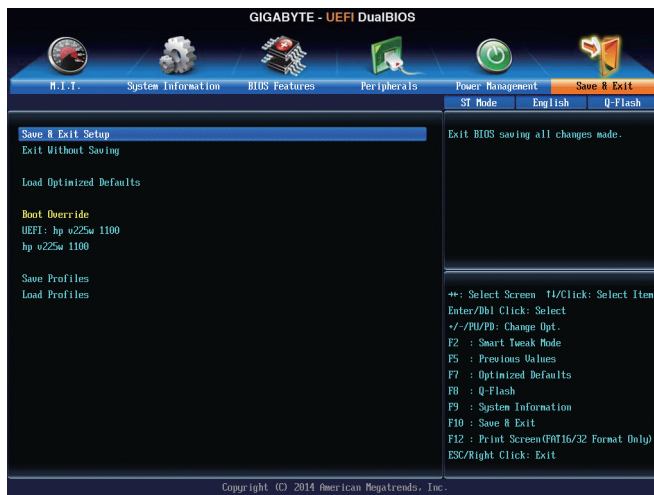 GIGABYTE - UEFI DualBIOS
M.I.T. System Information BIOS Features Peripherals Power Management Save & Exit
ST Mode English Q-Flash
Save & Exit Setup
Exit Without Saving
Load Optimized Defaults
Boot Override
UEFI: hp v225w 1100
hp v225w 1100
Save Profiles
Load Profiles
Exit BIOS saving all changes made.
→←: Select Screen ↑↓/Click: Select Item
Enter/Dbl Click: Select
+/-/PU/PD: Change Opt.
F2 : Smart Tweak Mode
F5 : Previous Values
F7 : Optimized Defaults
F8 : Q-Flash
F9 : System Information
F10 : Save & Exit
F12 : Print Screen(FAT16/32 Format Only)
ESC/Right Click: Exit
Copyright (C) 2014 American Megatrends, Inc.